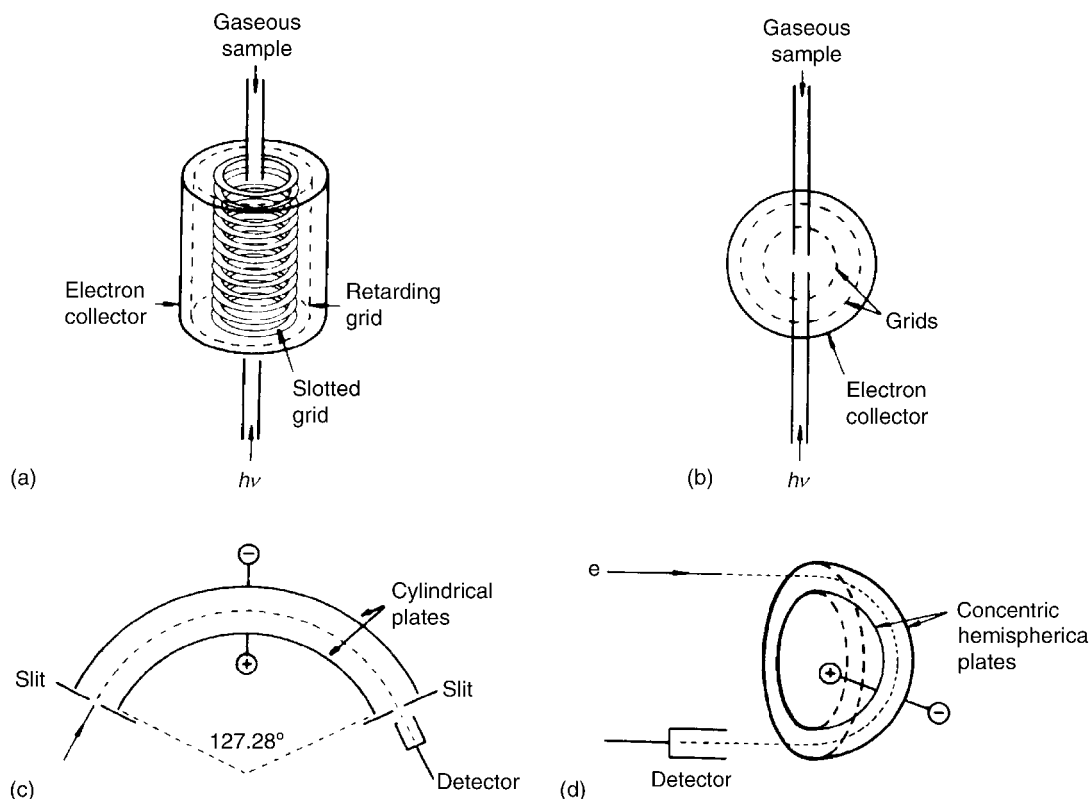 Gaseous
sample
Electron
collector
Retarding
grid
Slotted
grid
hν
(a)
Gaseous
sample
Grids
Electron
collector
hν
(b)
−
Cylindrical
plates
+
Slit
Slit
127.28°
Detector
(c)
e
Concentric
hemispherica
plates
+
−
Detector
(d)